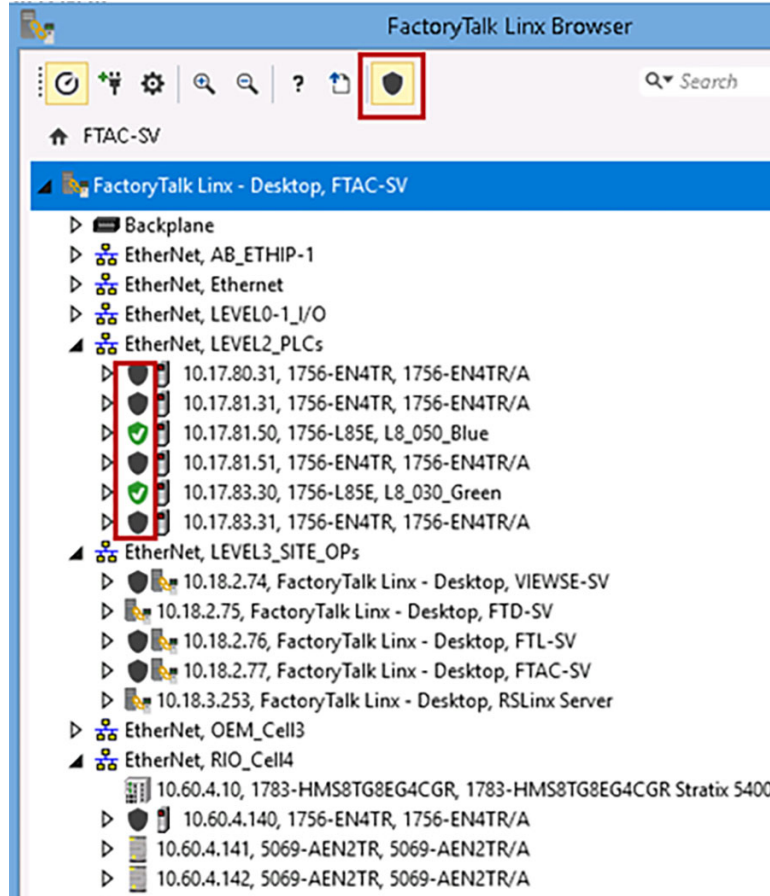 FactoryTalk Linx Browser
? Search
FTAC-SV
FactoryTalk Linx - Desktop, FTAC-SV
Backplane
EtherNet, AB_ETHIP-1
EtherNet, Ethernet
EtherNet, LEVEL0-1_I/O
EtherNet, LEVEL2_PLCs
10.17.80.31, 1756-EN4TR, 1756-EN4TR/A
10.17.81.31, 1756-EN4TR, 1756-EN4TR/A
10.17.81.50, 1756-L85E, L8_050_Blue
10.17.81.51, 1756-EN4TR, 1756-EN4TR/A
10.17.83.30, 1756-L85E, L8_030_Green
10.17.83.31, 1756-EN4TR, 1756-EN4TR/A
EtherNet, LEVEL3_SITE_OPs
10.18.2.74, FactoryTalk Linx - Desktop, VIEWSE-SV
10.18.2.75, FactoryTalk Linx - Desktop, FTD-SV
10.18.2.76, FactoryTalk Linx - Desktop, FTL-SV
10.18.2.77, FactoryTalk Linx - Desktop, FTAC-SV
10.18.3.253, FactoryTalk Linx - Desktop, RSLinx Server
EtherNet, OEM_Cell3
EtherNet, RIO_Cell4
10.60.4.10, 1783-HMS8TG8EG4CGR, 1783-HMS8TG8EG4CGR Stratix 5400
10.60.4.140, 1756-EN4TR, 1756-EN4TR/A
10.60.4.141, 5069-AEN2TR, 5069-AEN2TR/A
10.60.4.142, 5069-AEN2TR, 5069-AEN2TR/A